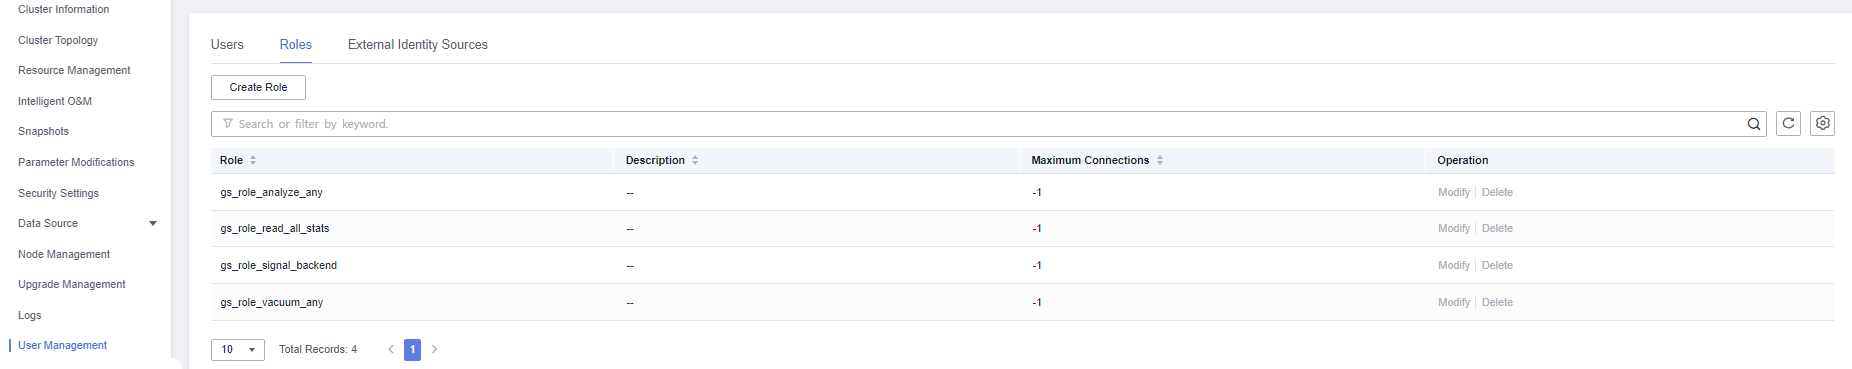 Cluster Information
Cluster Topology
Resource Management
Intelligent O&M
Snapshots
Parameter Modifications
Security Settings
Data Source
Node Management
Upgrade Management
Logs
User Management
Users Roles External Identity Sources
Create Role
Search or filter by keyword.
Role Description Maximum Connections Operation
gs_role_analyze_any -- -1 Modify | Delete
gs_role_read_all_stats -- -1 Modify | Delete
gs_role_signal_backend -- -1 Modify | Delete
gs_role_vacuum_any -- -1 Modify | Delete
10 Total Records: 4 < 1 >